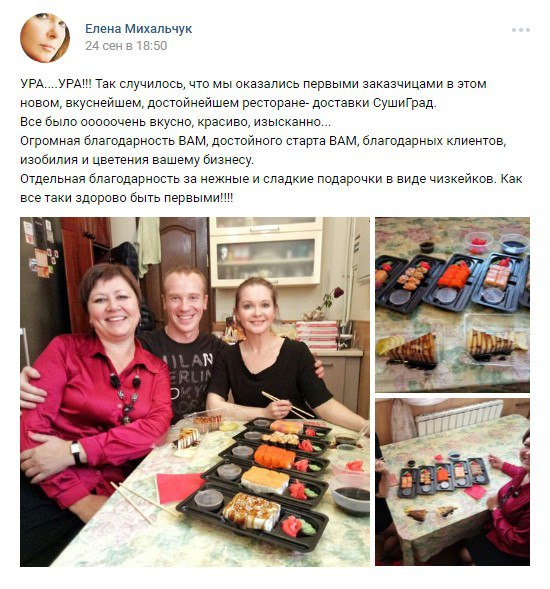 Елена Михальчук
24 сен в 18:50
УРА....УРА!!! Так случилось, что мы оказались первыми заказчицами в этом
новом, вкуснейшем, достойнейшем ресторане- доставки СушиГрад.
Все было ооооочень вкусно, красиво, изысканно...
Огромная благодарность ВАМ, достойного старта ВАМ, благодарных клиентов,
изобилия и цветения вашему бизнесу.
Отдельная благодарность за нежные и сладкие подарочки в виде чизкейков. Как
все таки здорово быть первыми!!!!
MILAN
BERLIN
TOKYO